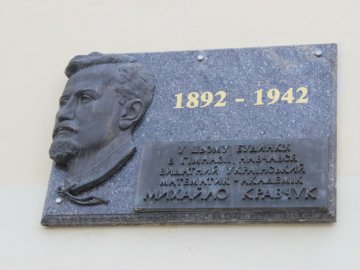 1892 - 1942
У ЦЬОМУ БУДИНКУ
В ГІМНАЗІЇ НАВЧАВСЯ
ВИДАТНИЙ УКРАЇНСЬКИЙ
МАТЕМАТИК - АКАДЕМІК
МИХАЙЛО КРАВЧУК